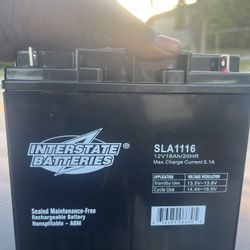 INTERSTATE
BATTERIES
Sealed Maintenance-Free
Rechargeable Battery
Nonspillable - AGM
SLA1116
12V18Ah/20HR
Max. Charge Current:5.1A
APPLICATION
VOLTAGE REGULATION
Standby Use
13.5V~13.8V
Cycle Use
14.4V~15.0V